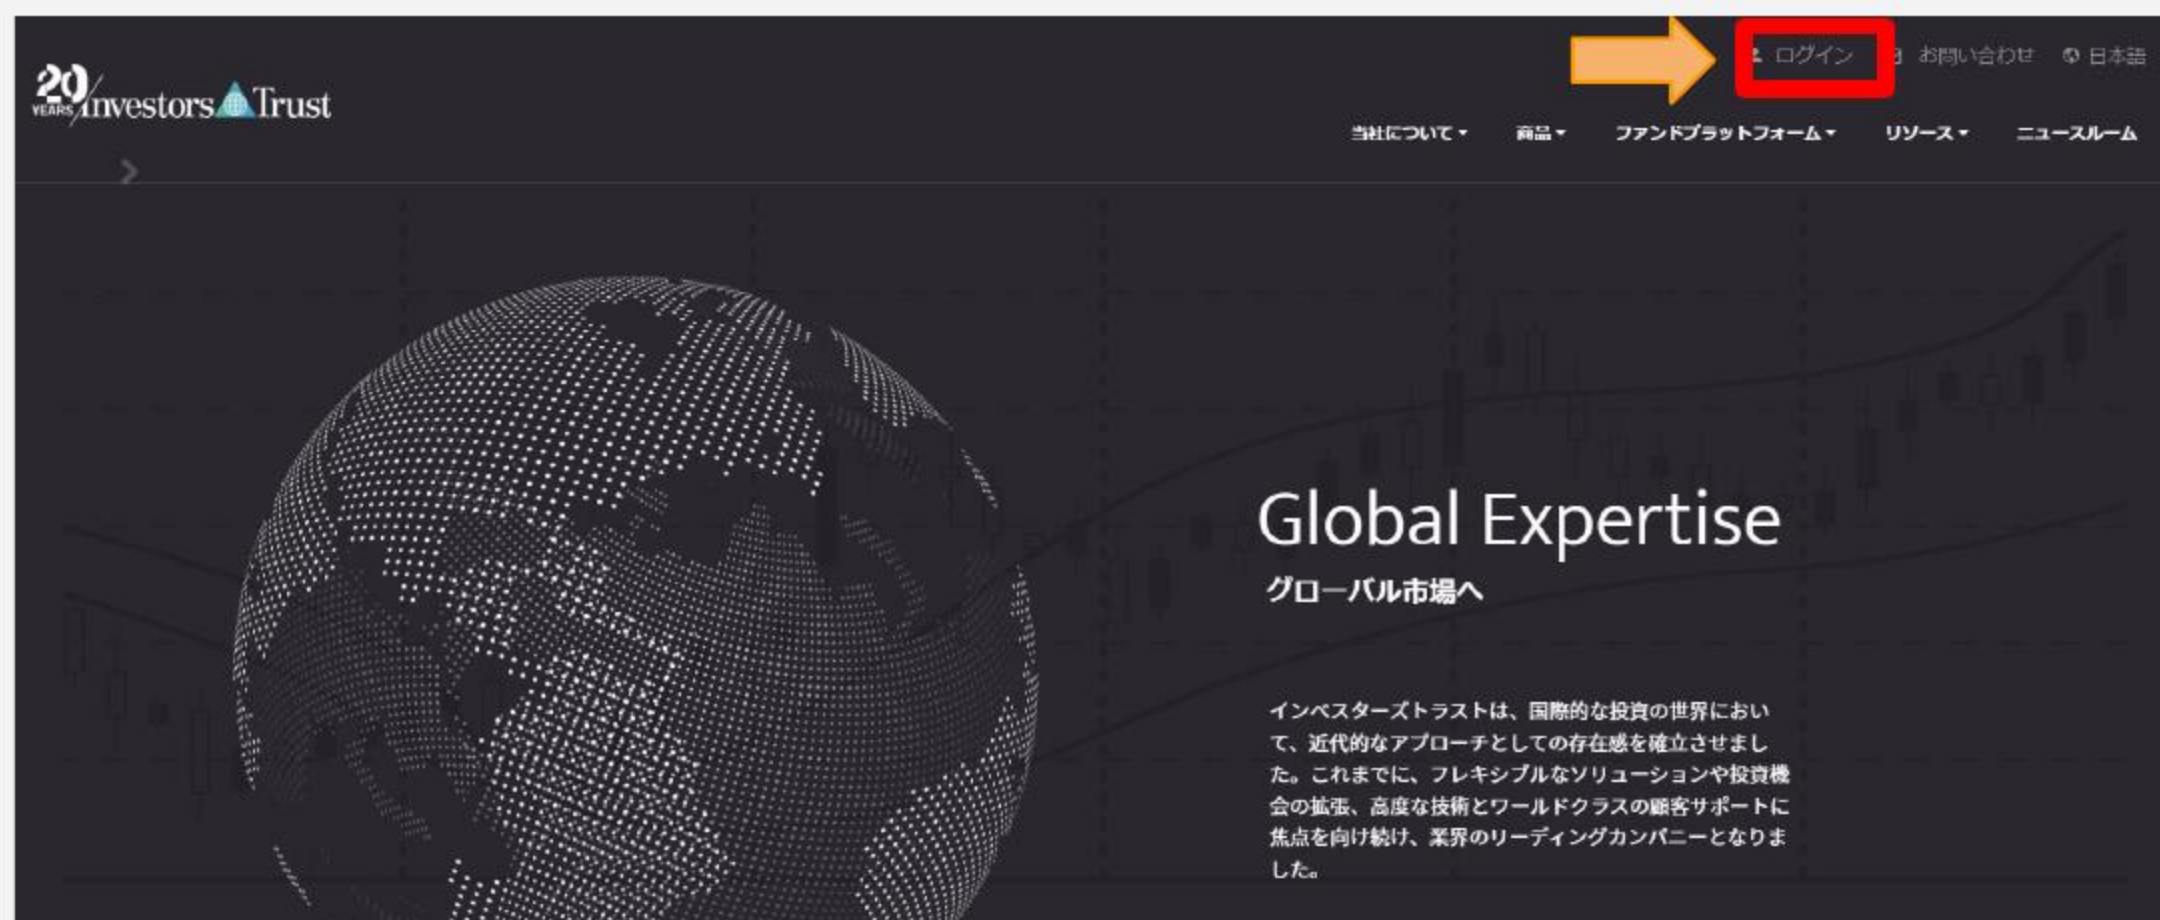 ログイン お問い合わせ 日本語
20 YEARS Investors Trust
当社について 商品 ファンドプラットフォーム リソース ニュースルーム
Global Expertise
グローバル市場へ
インベスターズトラストは、国際的な投資の世界におい
て、近代的なアプローチとしての存在感を確立させまし
た。これまでに、フレキシブルなソリューションや投資機
会の拡張、高度な技術とワールドクラスの顧客サポートに
焦点を向け続け、業界のリーディングカンパニーとなりま
した。